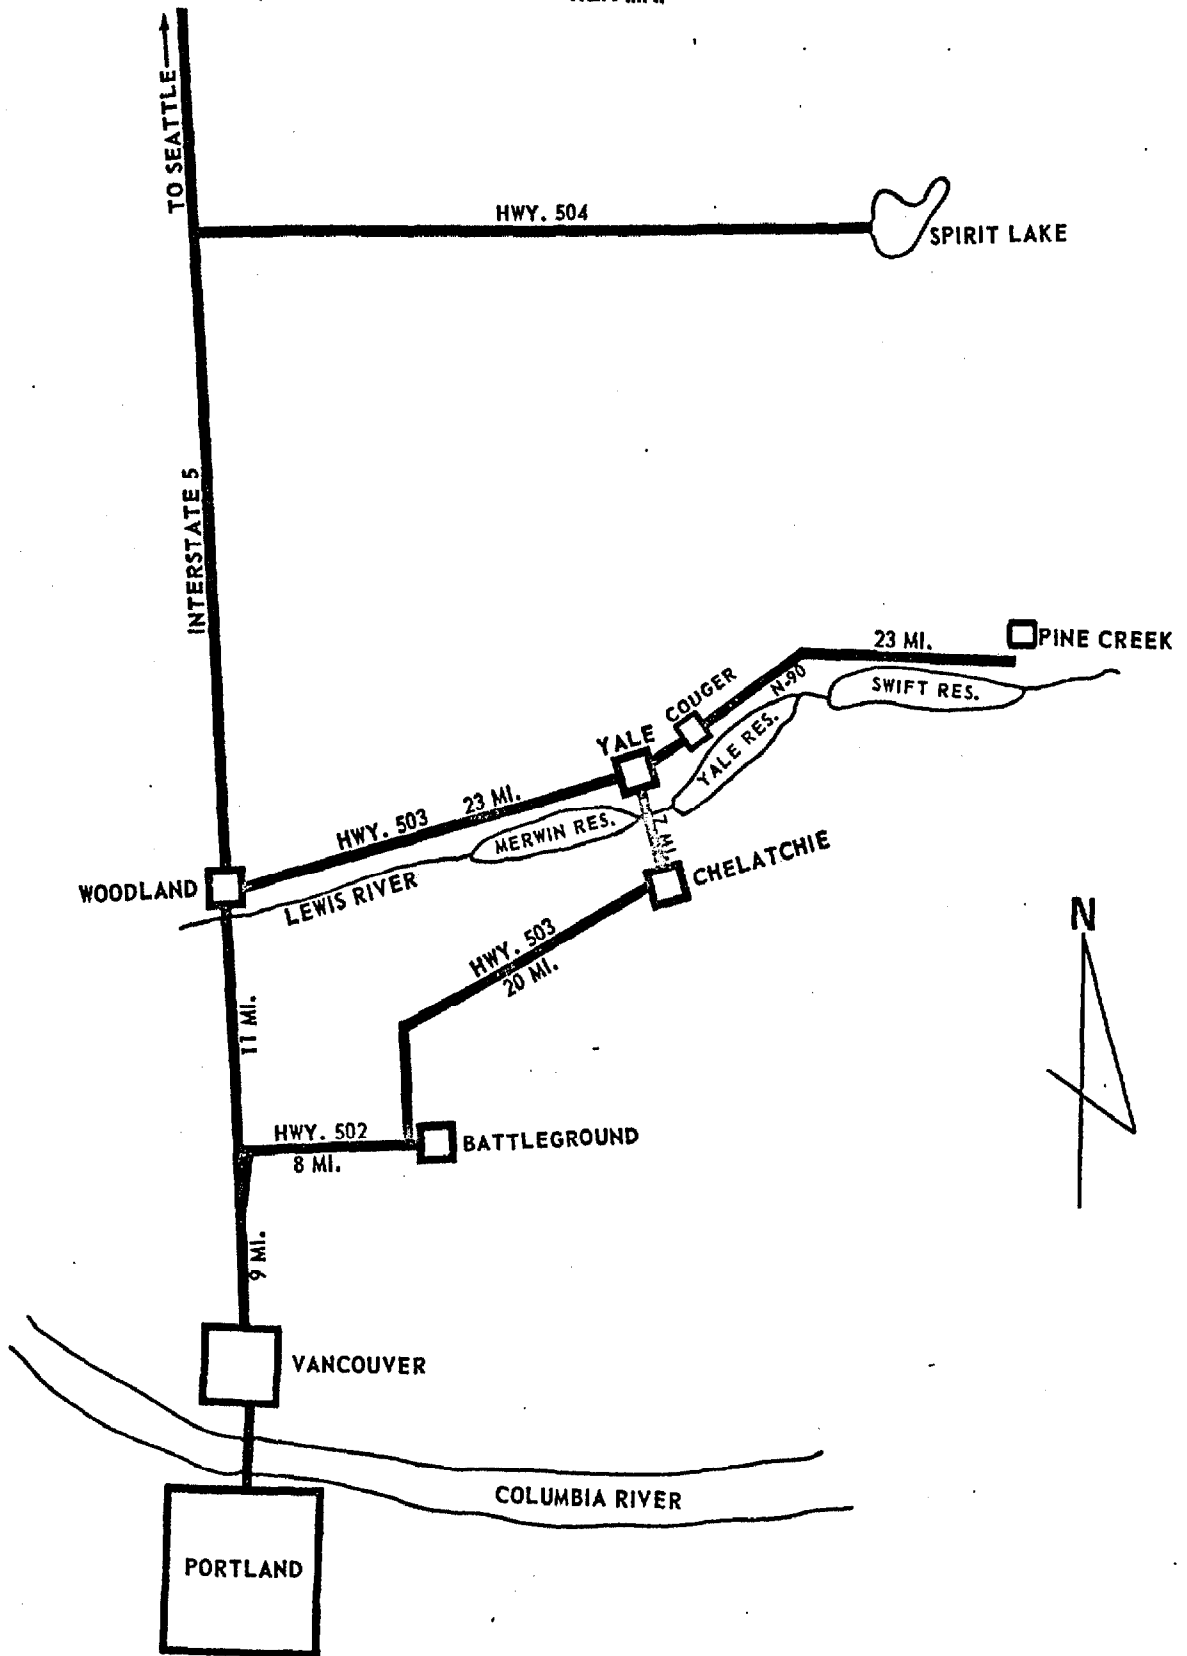 TO SEATTLE
HWY. 504
SPIRIT LAKE
INTERSTATE 5
23 MI.
PINE CREEK
COUGER
N-90
SWIFT RES.
YALE
YALE RES.
HWY. 503
23 MI.
MERWIN RES.
7 MI.
CHELATCHIE
WOODLAND
LEWIS RIVER
N
HWY. 503
20 MI.
11 MI.
HWY. 502
8 MI.
BATTLEGROUND
9 MI.
VANCOUVER
COLUMBIA RIVER
PORTLAND